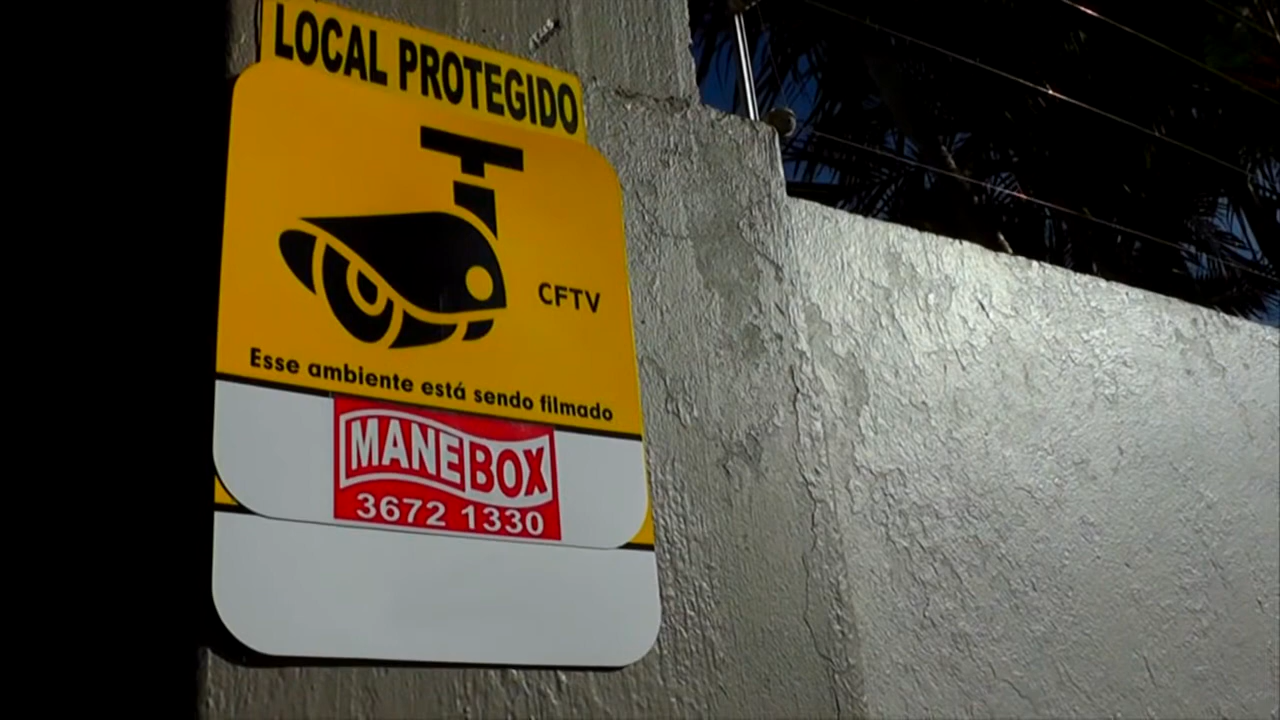 LOCAL PROTEGIDO
CFTV
Esse ambiente está sendo filmado
MANEBOX
3672 1330